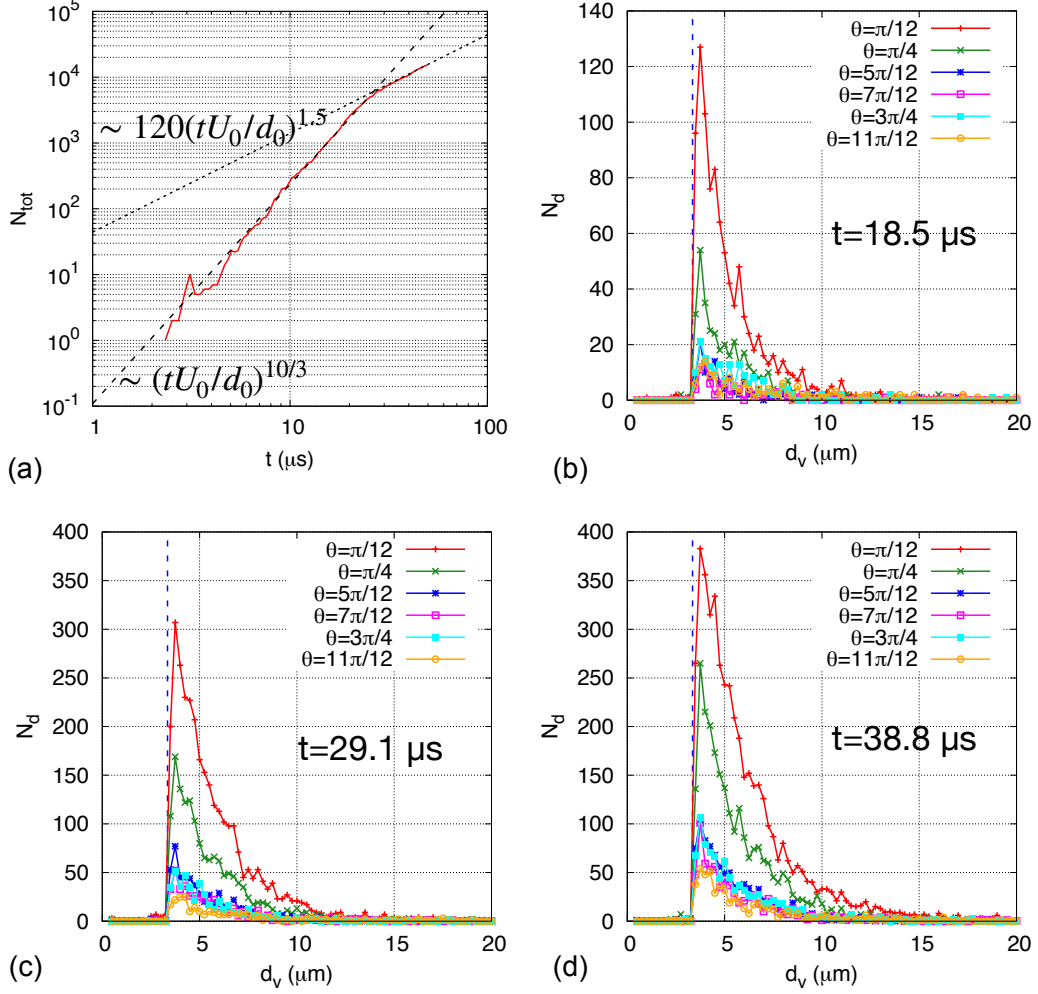 10^5
10^4
10^3
10^2
10^1
10^0
10^-1
N_tot
~ 120(tU_0/d_0)^1.5
~ (tU_0/d_0)^10/3
1 10 100
t (μs)
(a)
140
120
100
80
60
40
20
0
N_d
θ=π/12
θ=π/4
θ=5π/12
θ=7π/12
θ=3π/4
θ=11π/12
t=18.5 μs
0 5 10 15 20
d_v (μm)
(b)
400
350
300
250
200
150
100
50
0
N_d
θ=π/12
θ=π/4
θ=5π/12
θ=7π/12
θ=3π/4
θ=11π/12
t=29.1 μs
0 5 10 15 20
d_v (μm)
(c)
400
350
300
250
200
150
100
50
0
N_d
θ=π/12
θ=π/4
θ=5π/12
θ=7π/12
θ=3π/4
θ=11π/12
t=38.8 μs
0 5 10 15 20
d_v (μm)
(d)